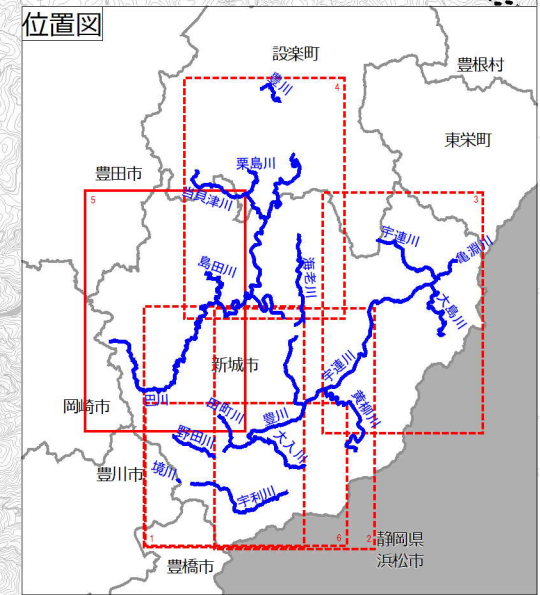 位置図
設楽町
豊根村
豊川
4
東栄町
栗島川
豊田市
当貝津川
5
3
宇連川
亀淵川
島田川
海老川
大島川
新城市
宇連川
岡崎市
田町川
豊川
黄柳川
野田川
大入川
豊川市
境川
宇利川
1
6
2
静岡県
浜松市
豊橋市